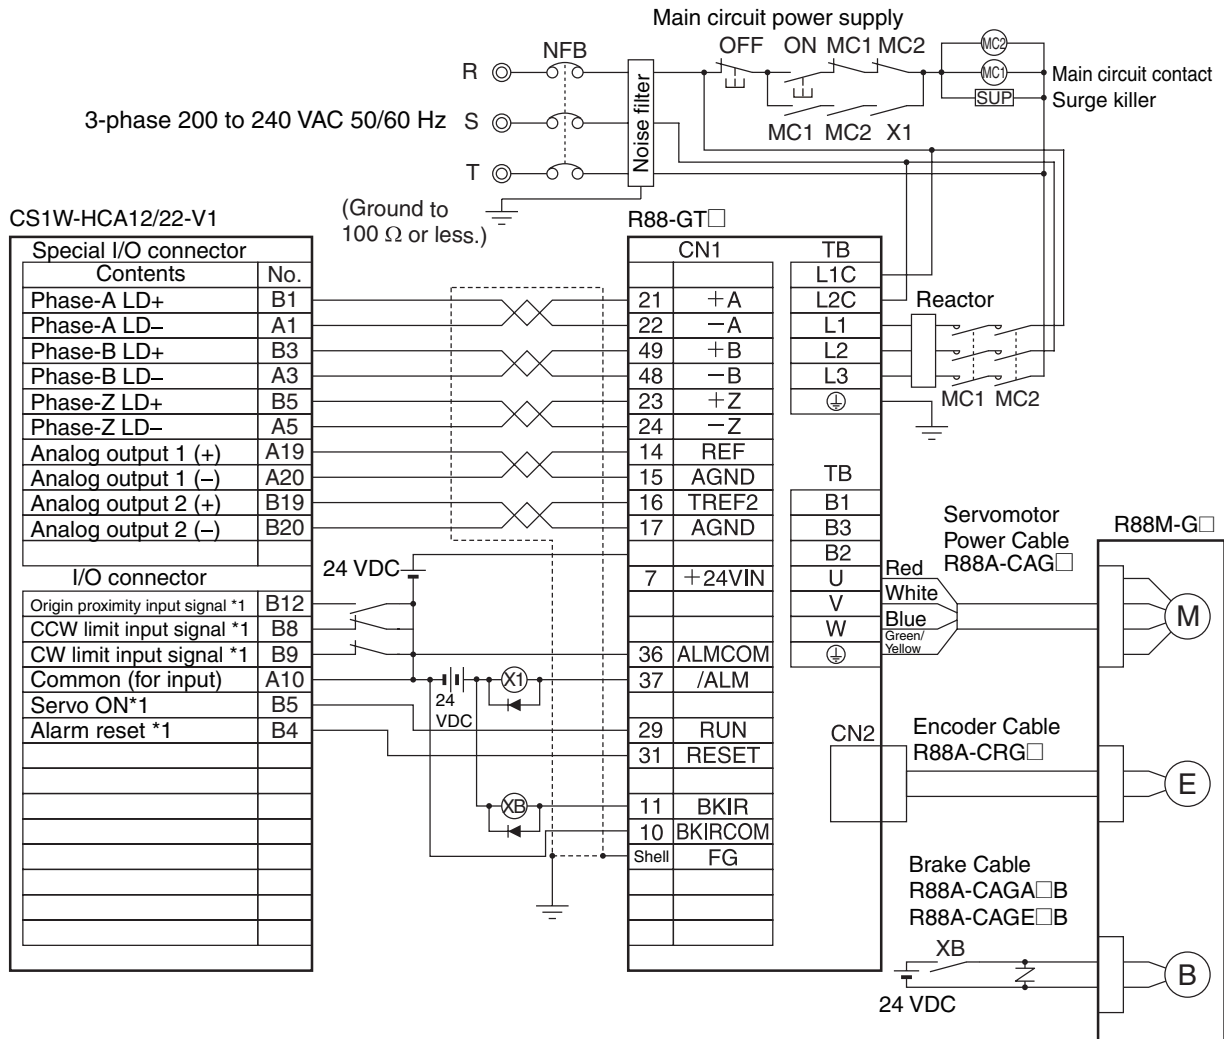 Main circuit power supply
OFF ON MC1 MC2
MC2
NFB
R
MC1
Main circuit contact
SUP
Surge killer
3-phase 200 to 240 VAC 50/60 Hz
S
Noise filter
MC1 MC2 X1
T
(Ground to
100 Ω or less.)
CS1W-HCA12/22-V1
Special I/O connector
Contents No.
Phase-A LD+ B1
Phase-A LD– A1
Phase-B LD+ B3
Phase-B LD– A3
Phase-Z LD+ B5
Phase-Z LD– A5
Analog output 1 (+) A19
Analog output 1 (–) A20
Analog output 2 (+) B19
Analog output 2 (–) B20
I/O connector
Origin proximity input signal *1 B12
CCW limit input signal *1 B8
CW limit input signal *1 B9
Common (for input) A10
Servo ON*1 B5
Alarm reset *1 B4
24 VDC
24
VDC
X1
XB
R88-GT□
CN1
21 +A
22 −A
49 +B
48 −B
23 +Z
24 −Z
14 REF
15 AGND
16 TREF2
17 AGND
7 +24VIN
36 ALMCOM
37 /ALM
29 RUN
31 RESET
11 BKIR
10 BKIRCOM
Shell FG
TB
L1C
L2C
L1
L2
L3
Reactor
MC1 MC2
TB
B1
B3
B2
U
V
W
Red
White
Blue
Green/
Yellow
Servomotor
Power Cable
R88A-CAG□
R88M-G□
M
CN2
Encoder Cable
R88A-CRG□
E
Brake Cable
R88A-CAGA□B
R88A-CAGE□B
XB
24 VDC
B